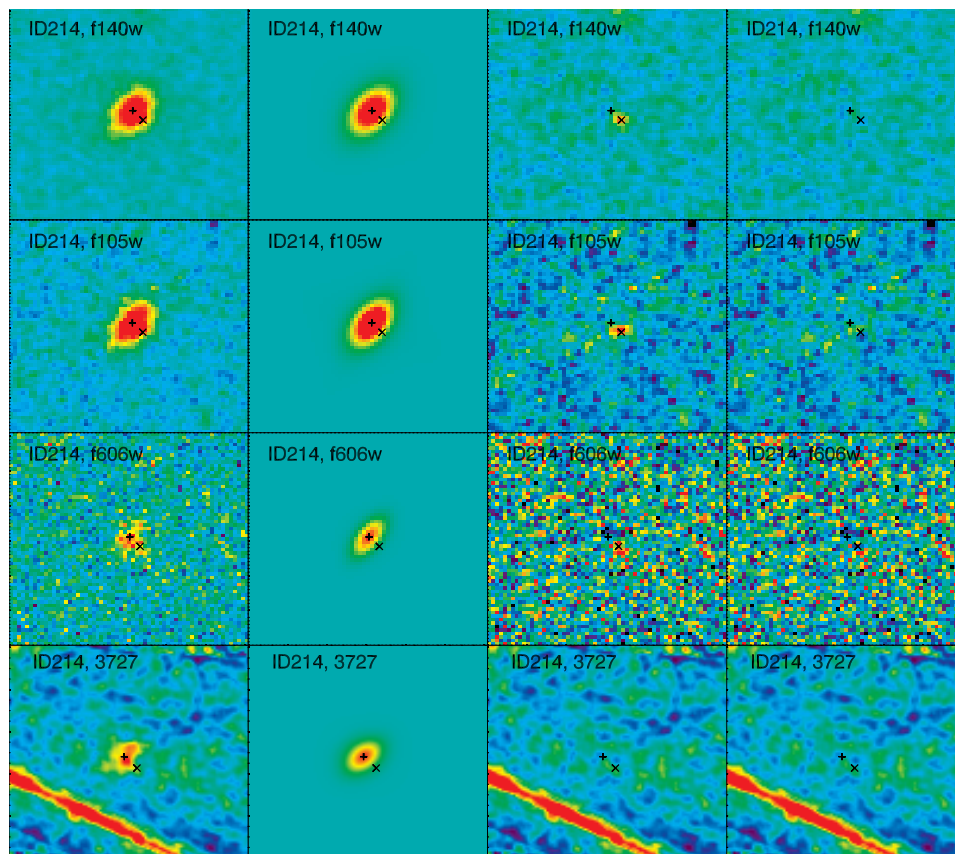 ID214, f140w ID214, f140w ID214, f140w ID214, f140w
ID214, f105w ID214, f105w ID214, f105w ID214, f105w
ID214, f606w ID214, f606w ID214, f606w ID214, f606w
ID214, 3727 ID214, 3727 ID214, 3727 ID214, 3727